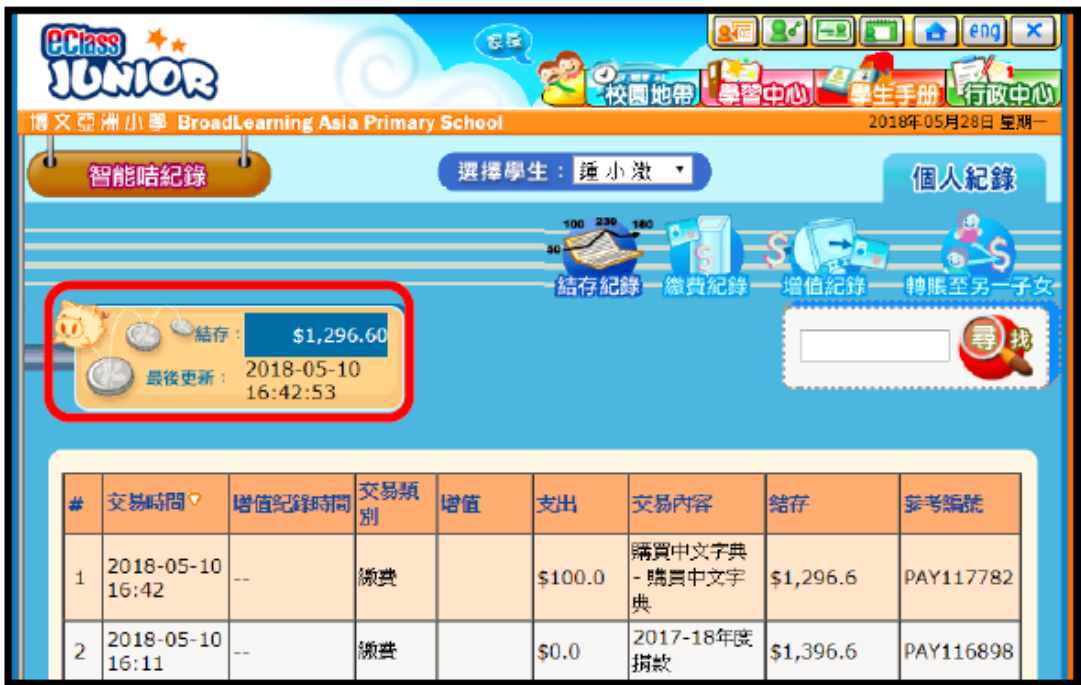 eClass
JUNIOR
家長
eng
校園地帶 學習中心 學生手册 行政中心
博文亞洲小學 BroadLearning Asia Primary School
2018年05月28日 星期一
智能咭紀錄
選擇學生：鍾小澂
個人紀錄
100 230 180
50
結存紀錄 繳費紀錄 增值紀錄 轉賬至另一子女
結存： $1,296.60
最後更新： 2018-05-10
16:42:53
尋找
# 交易時間 增值紀錄時間 交易類別 增值 支出 交易內容 結存 參考編號
1 2018-05-10 16:42 -- 繳費 $100.0 購買中文字典 - 購買中文字典 $1,296.6 PAY117782
2 2018-05-10 16:11 -- 繳費 $0.0 2017-18年度捐款 $1,396.6 PAY116898